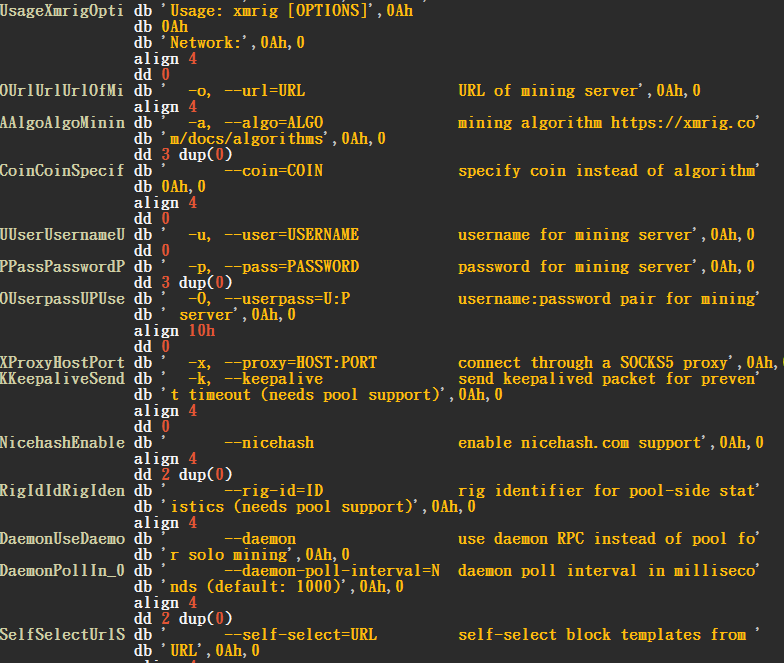 UsageXmrigOpti db 'Usage: xmrig [OPTIONS]',0Ah
db 0Ah
db 'Network:',0Ah,0
align 4
dd 0
OUrlUrlUrlOfMi db '  -o, --url=URL                 URL of mining server',0Ah,0
align 4
AAlgoAlgoMinin db '  -a, --algo=ALGO               mining algorithm https://xmrig.co'
db 'm/docs/algorithms',0Ah,0
dd 3 dup(0)
CoinCoinSpecif db '      --coin=COIN               specify coin instead of algorithm'
db 0Ah,0
align 4
dd 0
UUserUsernameU db '  -u, --user=USERNAME           username for mining server',0Ah,0
dd 0
PPassPasswordP db '  -p, --pass=PASSWORD           password for mining server',0Ah,0
dd 3 dup(0)
OUserpassUPUse db '  -O, --userpass=U:P            username:password pair for mining'
db ' server',0Ah,0
align 10h
dd 0
XProxyHostPort db '  -x, --proxy=HOST:PORT         connect through a SOCKS5 proxy',0Ah,
KKeepaliveSend db '  -k, --keepalive               send keepalived packet for preven'
db 't timeout (needs pool support)',0Ah,0
align 4
dd 0
NicehashEnable db '      --nicehash                enable nicehash.com support',0Ah,0
align 4
dd 2 dup(0)
RigIdIdRigIden db '      --rig-id=ID               rig identifier for pool-side stat'
db 'istics (needs pool support)',0Ah,0
align 4
DaemonUseDaemo db '      --daemon                  use daemon RPC instead of pool fo'
db 'r solo mining',0Ah,0
DaemonPollIn_0 db '      --daemon-poll-interval=N  daemon poll interval in milliseco'
db 'nds (default: 1000)',0Ah,0
align 4
dd 2 dup(0)
SelfSelectUrlS db '      --self-select=URL         self-select block templates from '
db 'URL',0Ah,0